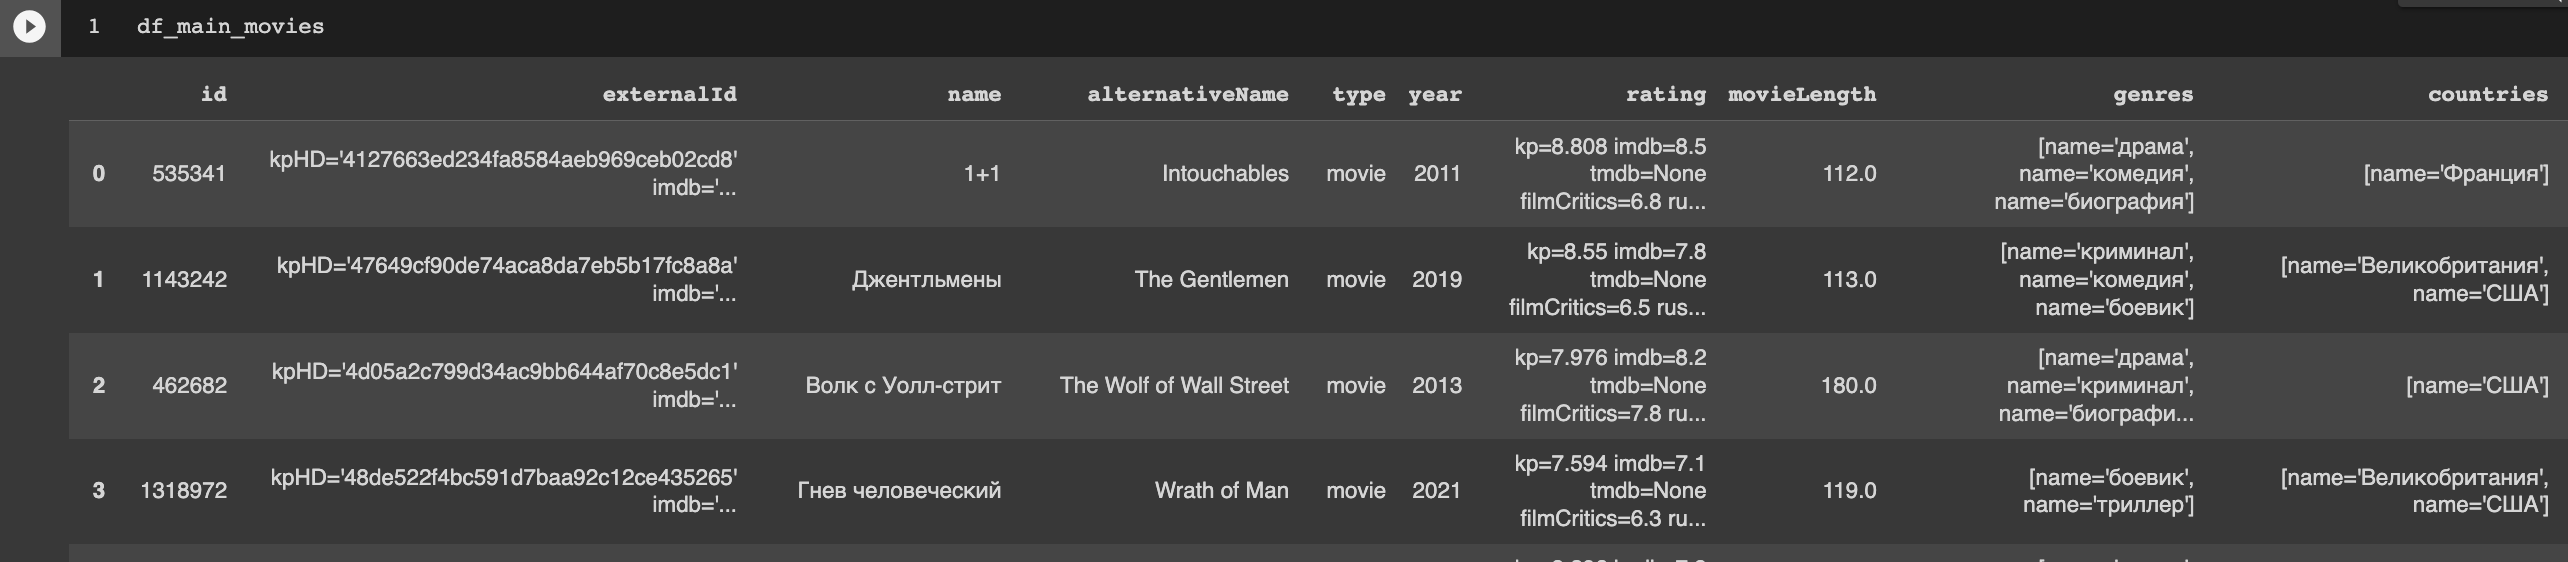 1 df_main_movies
id externalId name alternativeName type year rating movieLength genres countries
kp=8.808 imdb=8.5 [name='драма',
kpHD='4127663ed234fa8584aeb969ceb02cd8'
0 535341 1+1 Intouchables movie 2011 tmdb=None 112.0 name='комедия', [name='Франция']
imdb='...
filmCritics=6.8 ru... name='биография']
kp=8.55 imdb=7.8 [name='криминал',
kpHD='47649cf90de74aca8da7eb5b17fc8a8a' [name='Великобритания',
1 1143242 Джентльмены The Gentlemen movie 2019 tmdb=None 113.0 name='комедия',
imdb='... name='США']
filmCritics=6.5 rus... name='боевик']
kp=7.976 imdb=8.2 [name='драма',
kpHD='4d05a2c799d34ac9bb644af70c8e5dc1'
2 462682 Волк с Уолл-стрит The Wolf of Wall Street movie 2013 tmdb=None 180.0 name='криминал', [name='США']
imdb='...
filmCritics=7.8 ru... name='биографи...
kp=7.594 imdb=7.1
kpHD='48de522f4bc591d7baa92c12ce435265' [name='боевик', [name='Великобритания',
3 1318972 Гнев человеческий Wrath of Man movie 2021 tmdb=None 119.0
imdb='... name='триллер'] name='США']
filmCritics=6.3 ru...